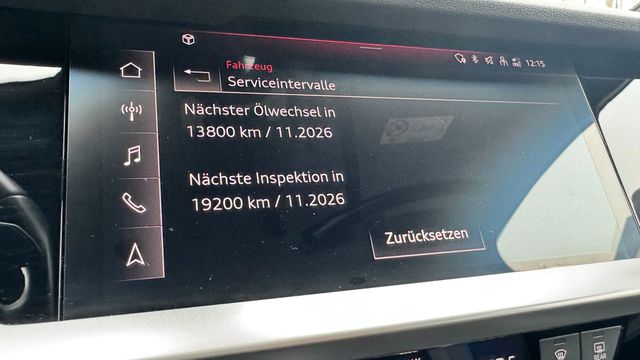 Fahrzeug
12:15
Serviceintervalle
Nächster Ölwechsel in
13800 km / 11.2026
Nächste Inspektion in
19200 km / 11.2026
Zurücksetzen
REAR